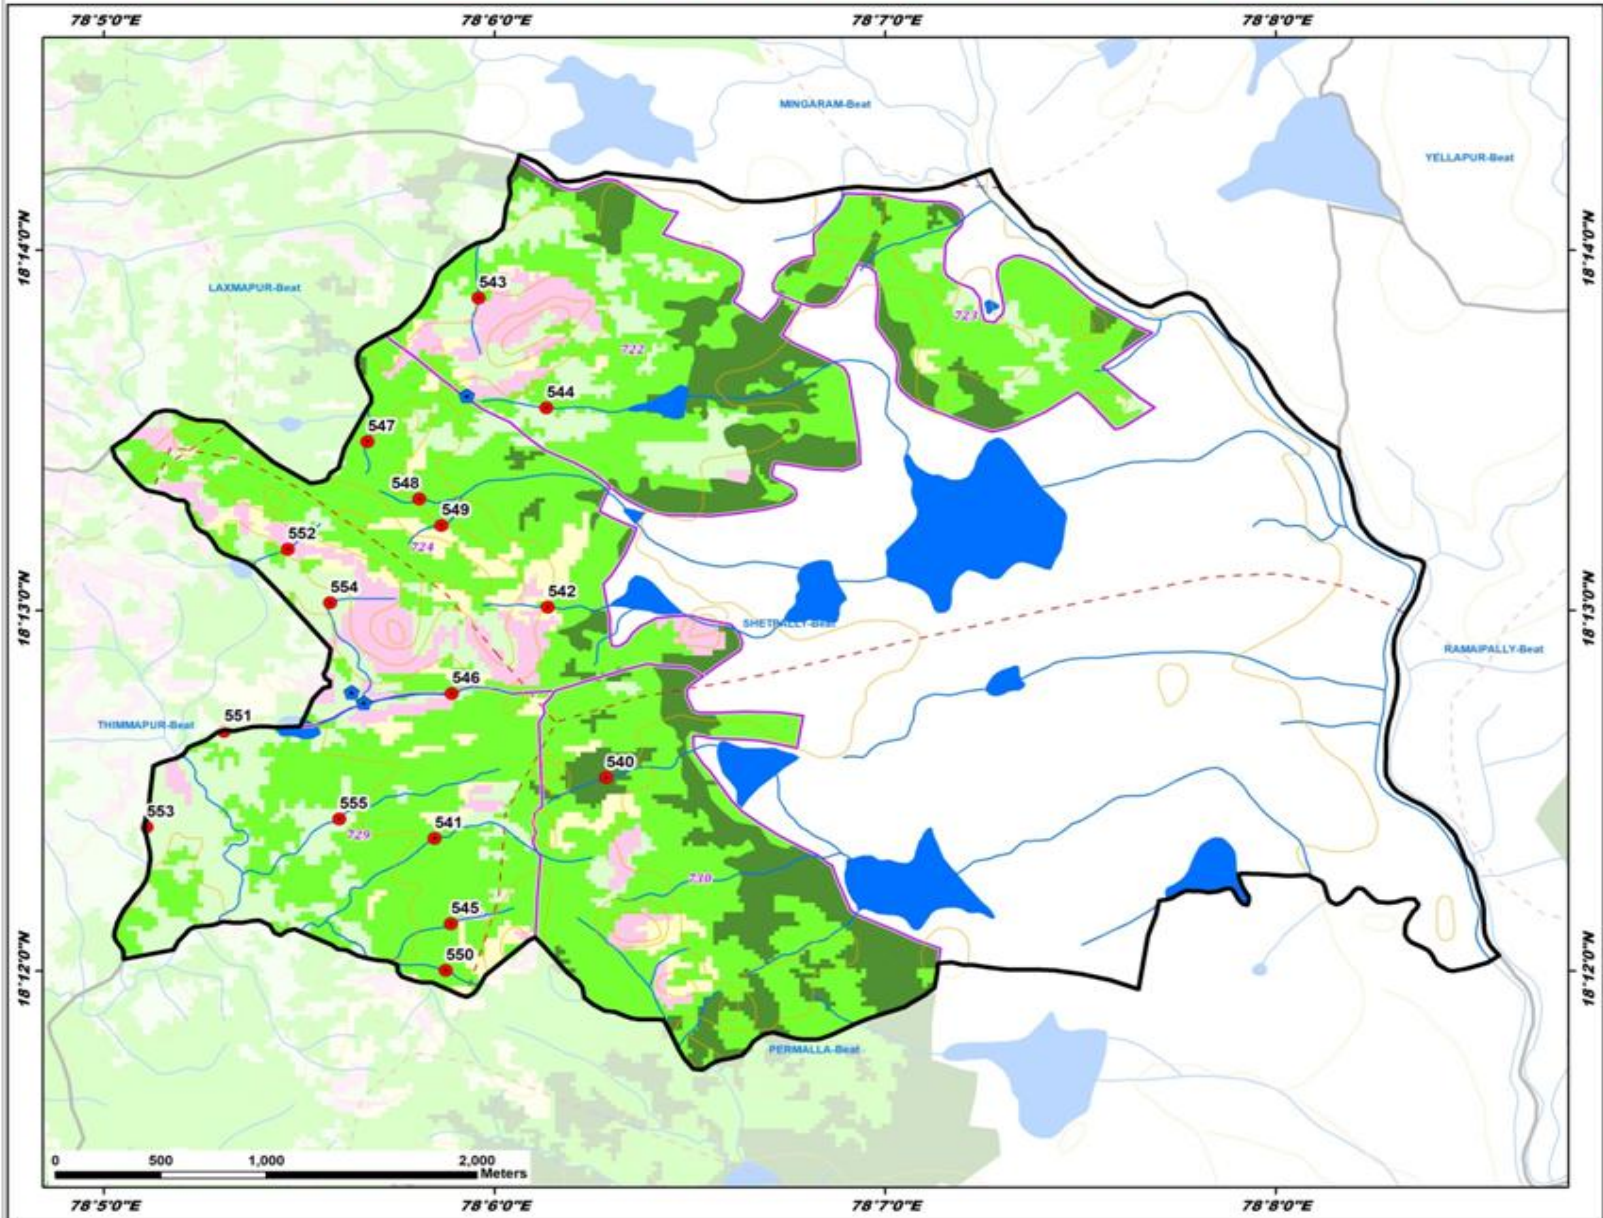 78°5'0"E 78°6'0"E 78°7'0"E 78°8'0"E
MINGARAM-Beat
YELLAPUR-Beat
18°14'0"N 18°14'0"N
LAXMAPUR-Beat
543
723
722
544
547
548
549
724
552
554
542
18°13'0"N 18°13'0"N
SHETPALLY-Beat
RAMAIPALLY-Beat
546
551
THIMMAPUR-Beat
540
555
553
729
541
730
545
550
18°12'0"N 18°12'0"N
PERMALLA-Beat
0 500 1,000 2,000
Meters
78°5'0"E 78°6'0"E 78°7'0"E 78°8'0"E